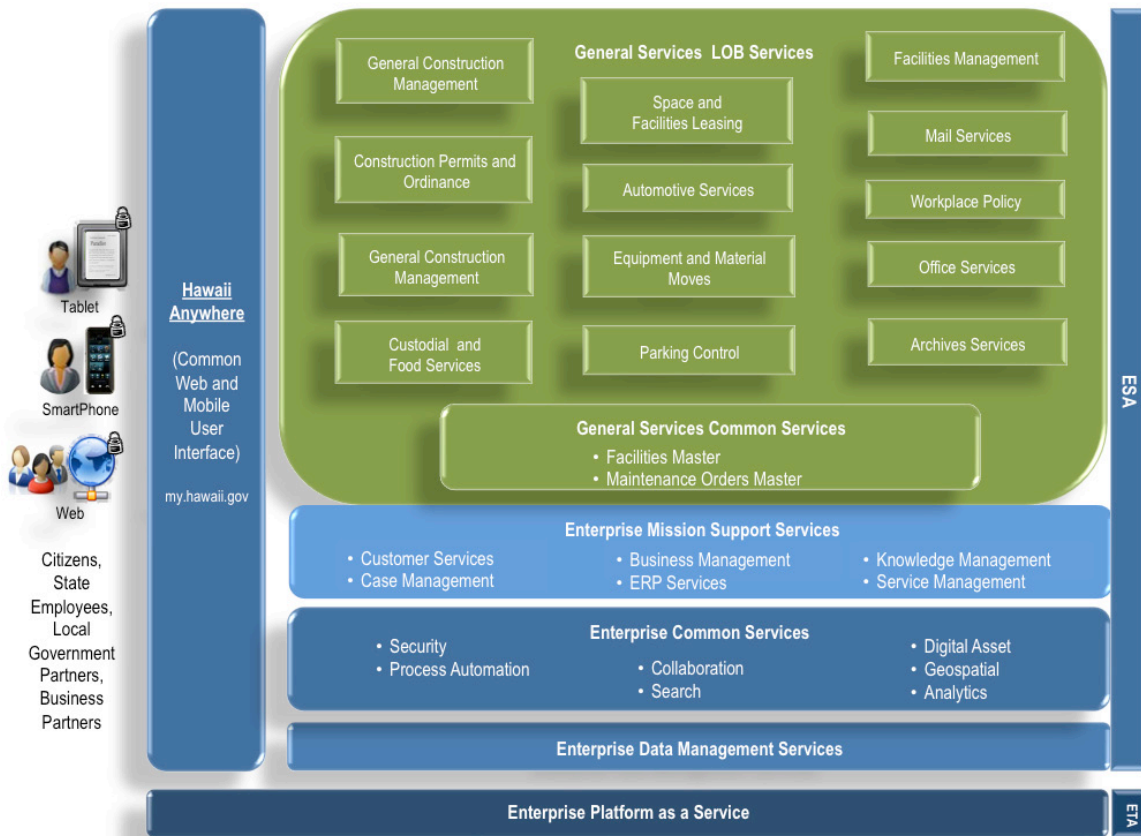 Tablet
SmartPhone
Web
Citizens,
State
Employees,
Local
Government
Partners,
Business
Partners
Hawaii
Anywhere
(Common
Web and
Mobile
User
Interface)
my.hawaii.gov
General Services LOB Services
General Construction
Management
Construction Permits and
Ordinance
General Construction
Management
Custodial and
Food Services
Space and
Facilities Leasing
Automotive Services
Equipment and Material
Moves
Parking Control
Facilities Management
Mail Services
Workplace Policy
Office Services
Archives Services
General Services Common Services
• Facilities Master
• Maintenance Orders Master
Enterprise Mission Support Services
• Customer Services
• Case Management
• Business Management
• ERP Services
• Knowledge Management
• Service Management
Enterprise Common Services
• Security
• Process Automation
• Collaboration
• Search
• Digital Asset
• Geospatial
• Analytics
Enterprise Data Management Services
Enterprise Platform as a Service
ESA
ETA